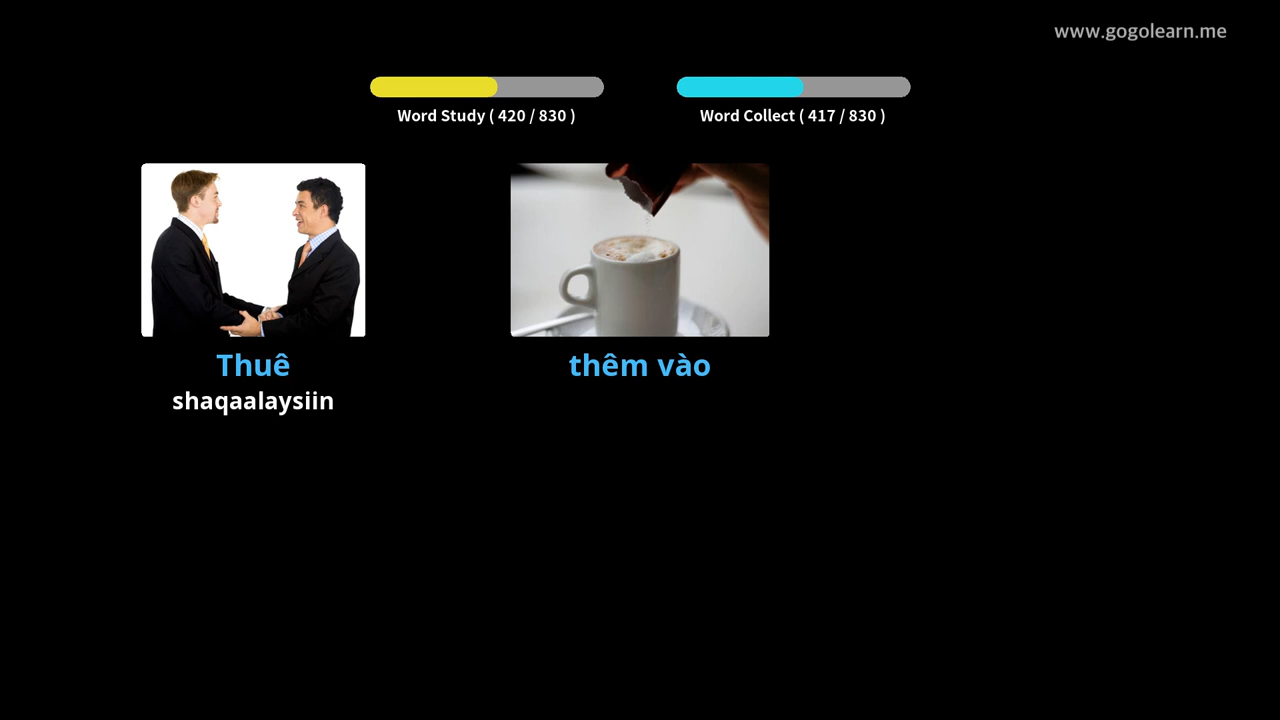 www.gogolearn.me
Word Study ( 420 / 830 )
Word Collect ( 417 / 830 )
Thuê
shaqaalaysiin
thêm vào